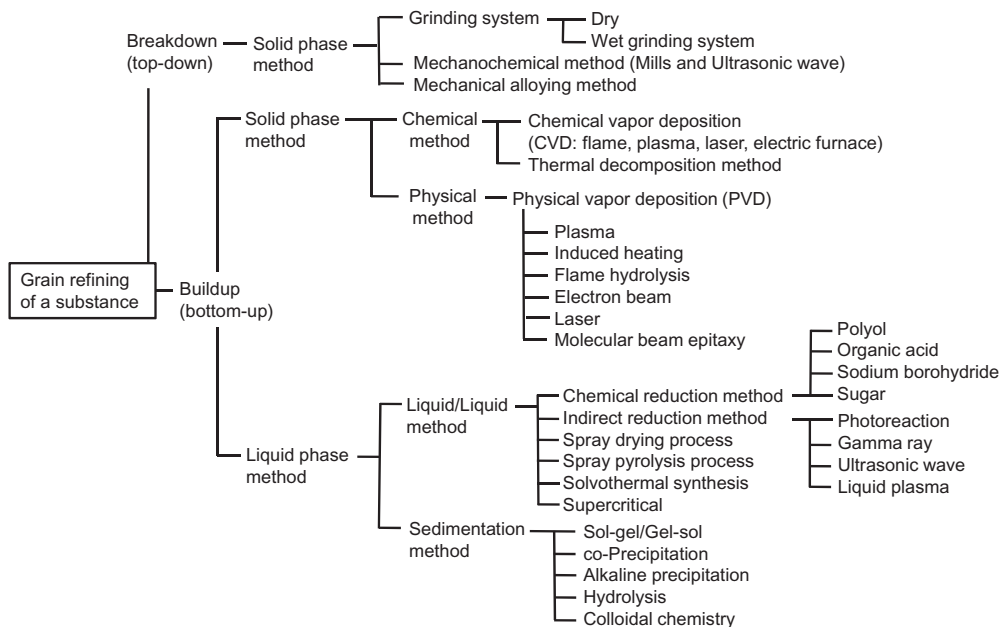 Grinding system
Dry
Wet grinding system
Breakdown
(top-down)
Solid phase
method
Mechanochemical method (Mills and Ultrasonic wave)
Mechanical alloying method
Solid phase
method
Chemical
method
Chemical vapor deposition
(CVD: flame, plasma, laser, electric furnace)
Thermal decomposition method
Physical
method
Physical vapor deposition (PVD)
Plasma
Induced heating
Flame hydrolysis
Electron beam
Laser
Molecular beam epitaxy
Grain refining
of a substance
Buildup
(bottom-up)
Liquid phase
method
Liquid/Liquid
method
Chemical reduction method
Indirect reduction method
Spray drying process
Spray pyrolysis process
Solvothermal synthesis
Supercritical
Polyol
Organic acid
Sodium borohydride
Sugar
Photoreaction
Gamma ray
Ultrasonic wave
Liquid plasma
Sedimentation
method
Sol-gel/Gel-sol
co-Precipitation
Alkaline precipitation
Hydrolysis
Colloidal chemistry